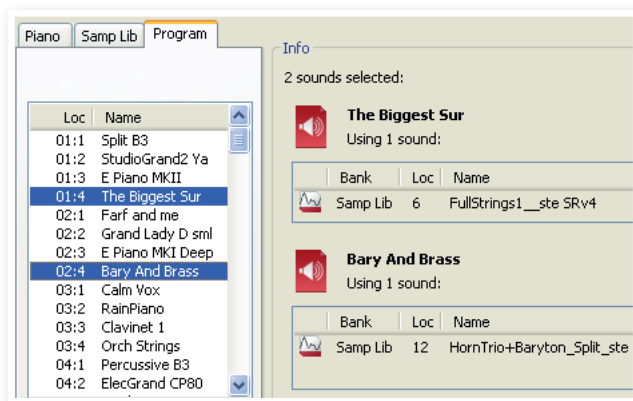 Piano Samp Lib Program
Loc Name
01:1 Split B3
01:2 StudioGrand2 Ya
01:3 E Piano MKII
01:4 The Biggest Sur
02:1 Farf and me
02:2 Grand Lady D sml
02:3 E Piano MKI Deep
02:4 Bary And Brass
03:1 Calm Vox
03:2 RainPiano
03:3 Clavinet 1
03:4 Orch Strings
04:1 Percussive B3
04:2 ElecGrand CP80
Info
2 sounds selected:
The Biggest Sur
Using 1 sound:
Bank Loc Name
Samp Lib 6 FullStrings1__ste SRv4
Bary And Brass
Using 1 sound:
Bank Loc Name
Samp Lib 12 HornTrio+Baryton_Split_ste